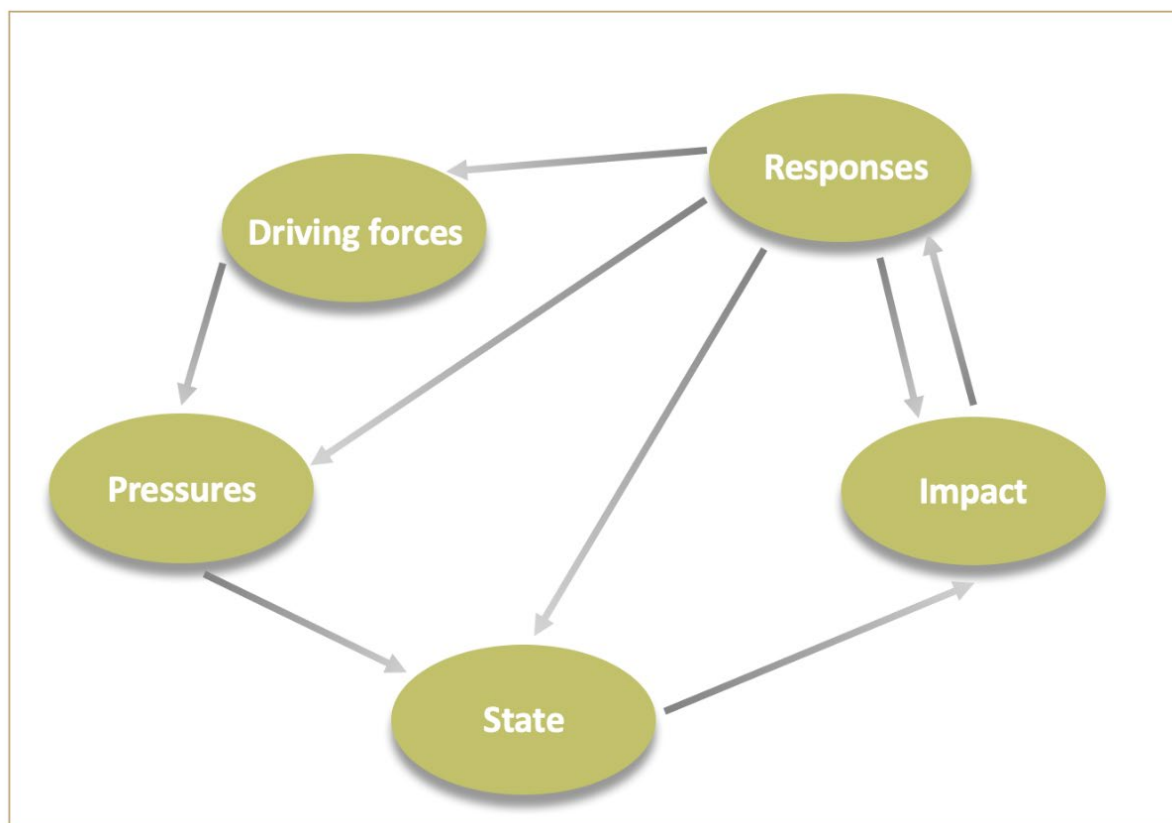 Responses
Driving forces
Pressures
Impact
State